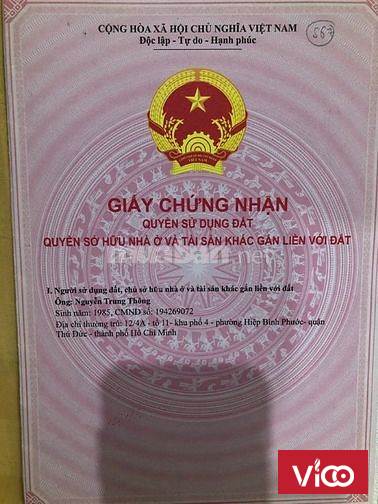 CỘNG HÒA XÃ HỘI CHỦ NGHĨA VIỆT NAM
Độc lập - Tự do - Hạnh phúc
567
VIỆT NAM
GIẤY CHỨNG NHẬN
QUYỀN SỬ DỤNG ĐẤT
QUYỀN SỞ HỮU NHÀ Ở VÀ TÀI SẢN KHÁC GẮN LIỀN VỚI ĐẤT
muaban.net
I. Người sử dụng đất, chủ sở hữu nhà ở và tài sản khác gắn liền với đất
Ông: Nguyễn Trung Thông
Sinh năm: 1985, CMND số: 194269072
Địa chỉ thường trú: 12/4A - tổ 11- khu phố 4 - phường Hiệp Bình Phước- quận
Thủ Đức - thành phố Hồ Chí Minh
Vico